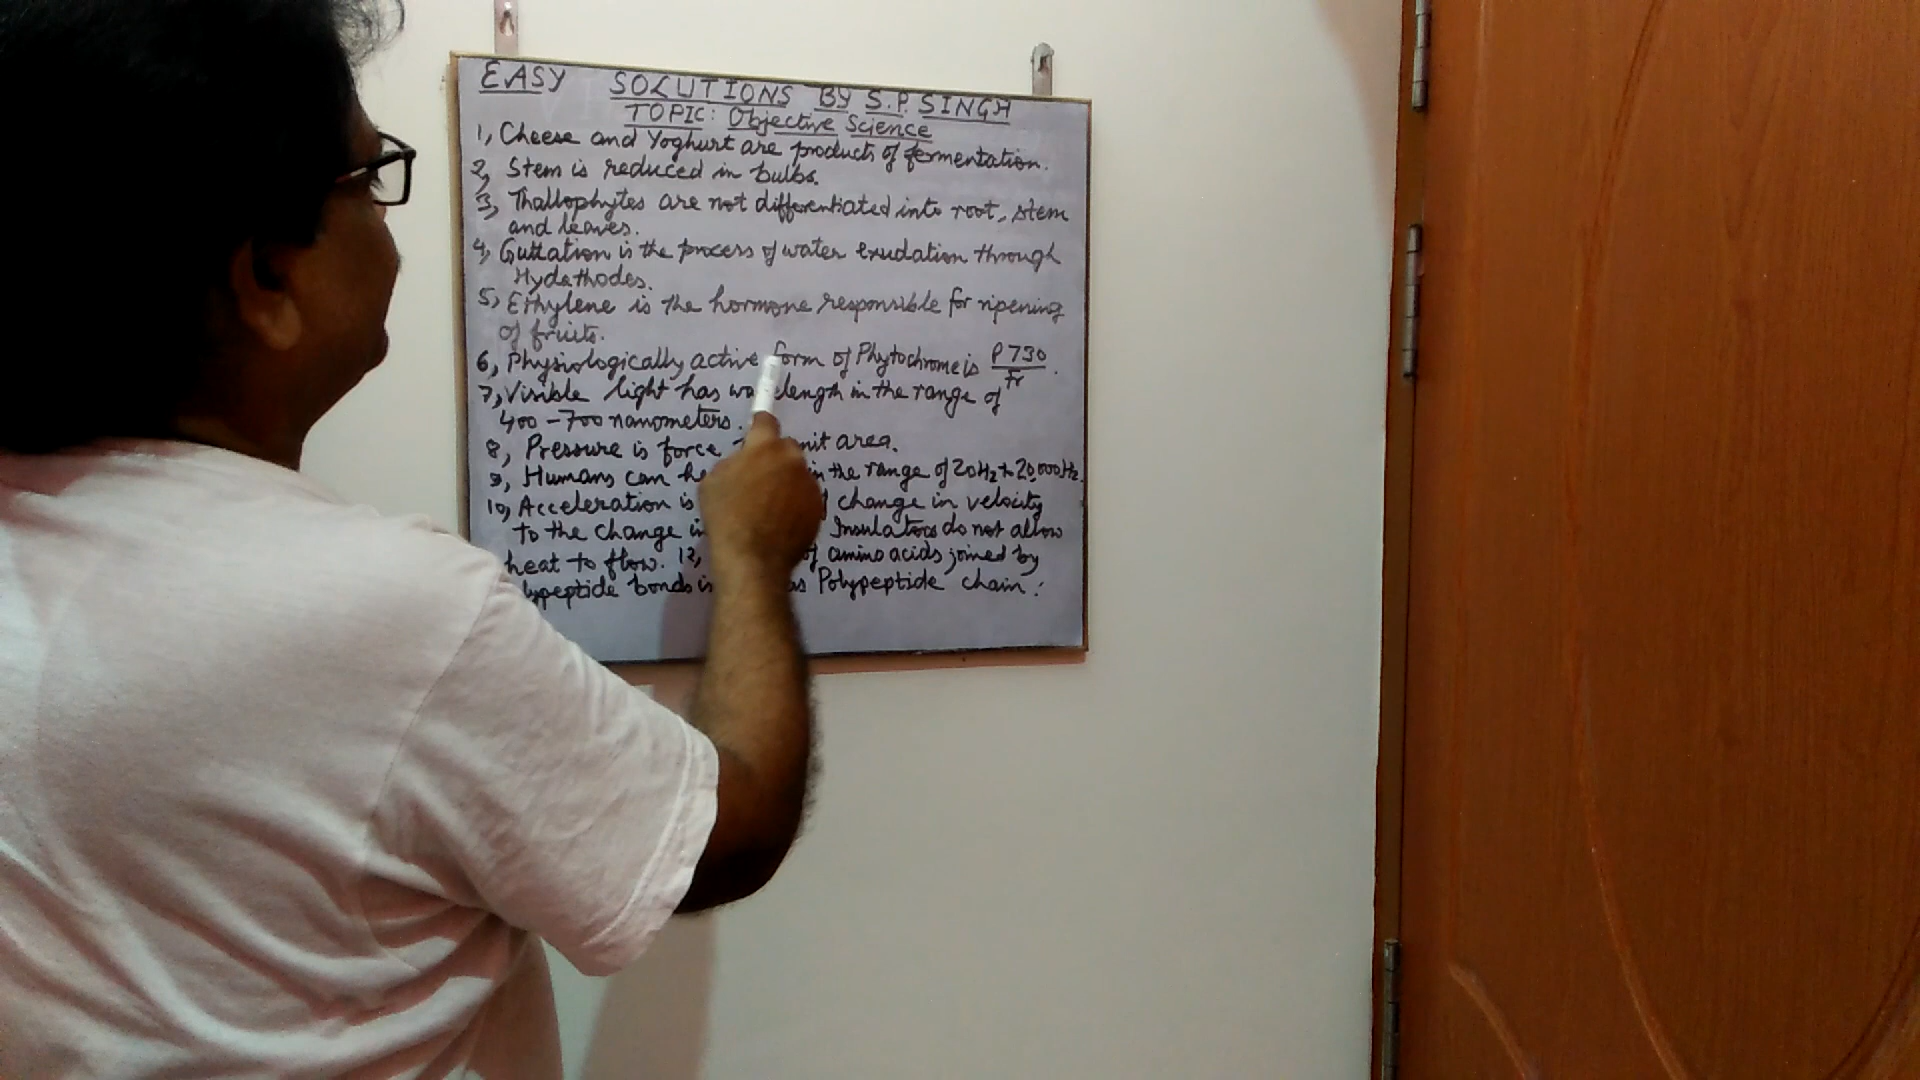 EASY SOLUTIONS BY S.P. SINGH
TOPIC: Objective Science
1, Cheese and Yoghurt are products of fermentation.
2, Stem is reduced in bulbs.
3, Thallophytes are not differentiated into root, stem
and leaves.
4, Guttation is the process of water exudation through
Hydathodes.
5, Ethylene is the hormone responsible for ripening
of fruits.
6, Physiologically active form of Phytochrome is P 730 / Fr.
7, Visible light has wavelength in the range of
400 - 700 nanometers.
8, Pressure is force unit area.
9, Humans can in the range of 20Hz to 20,000Hz.
10, Acceleration is change in velocity
to the change in Insulators do not allow
heat to flow. 12, of amino acids joined by
peptide bonds is as Polypeptide chain.